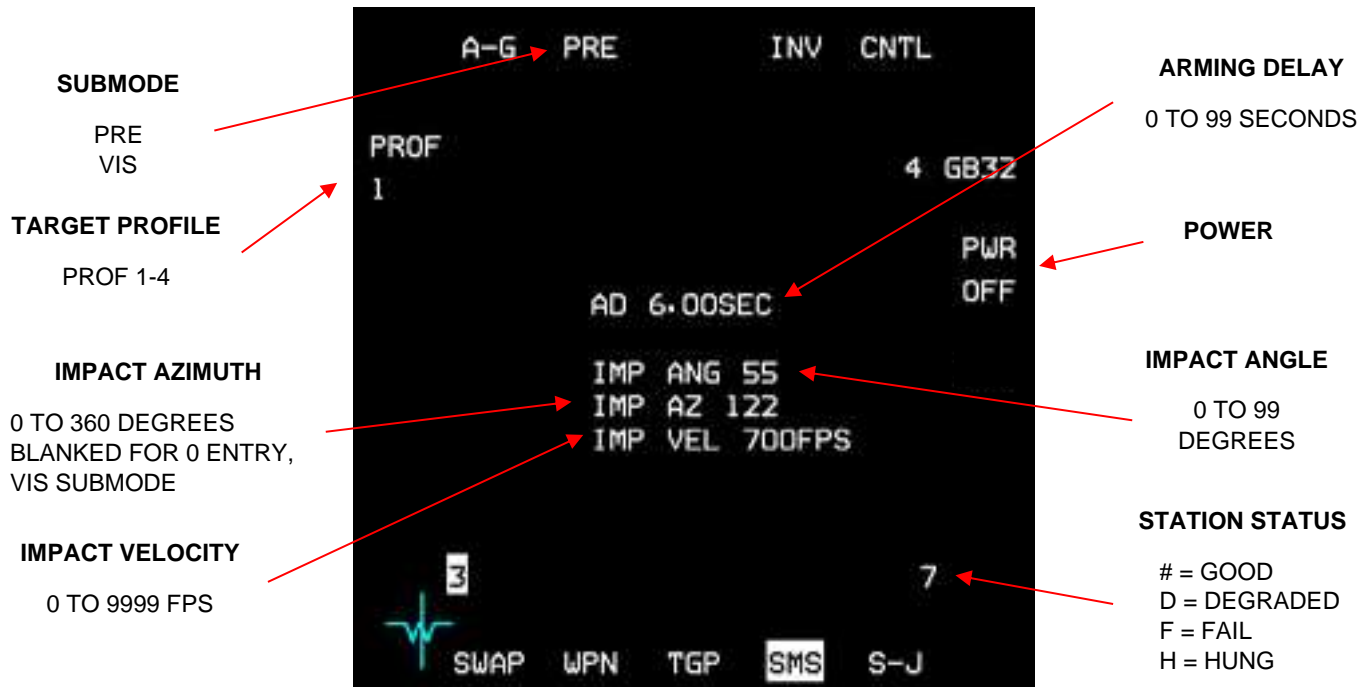 A-G PRE INV CNTL
SUBMODE
PRE
VIS
ARMING DELAY
0 TO 99 SECONDS
PROF
1
4 GB32
TARGET PROFILE
PROF 1-4
PWR
OFF
POWER
AD 6.00SEC
IMPACT AZIMUTH
0 TO 360 DEGREES
BLANKED FOR 0 ENTRY,
VIS SUBMODE
IMP ANG 55
IMP AZ 122
IMP VEL 700FPS
IMPACT ANGLE
0 TO 99
DEGREES
IMPACT VELOCITY
0 TO 9999 FPS
3
7
STATION STATUS
# = GOOD
D = DEGRADED
F = FAIL
H = HUNG
SWAP WPN TGP SMS S-J